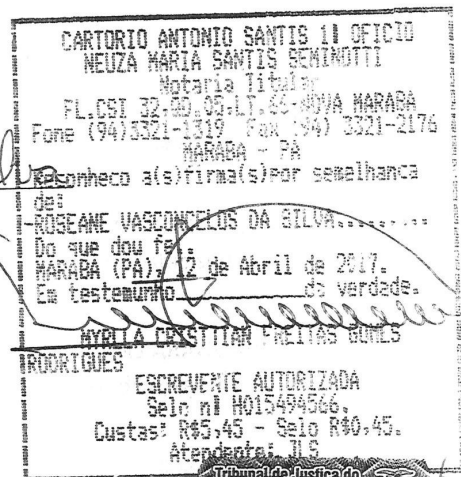 CARTORIO ANTONIO SANTIS 1º OFICIO
NEUZA MARIA SANTIS SEMINOTTI
Notaria Titular
FL.CSI 32-QD.05-LT.26-NOVA MARABA
Fone (94)3321-1319 Fax (94) 3321-2176
MARABA - PA
Reconheco a(s)firma(s)por semelhanca
de:
-ROSEANE VASCONCELOS DA SILVA.........
Do que dou fe..
MARABA (PA), 12 de Abril de 2017.
Em testemunho da verdade.
MYRLLA CRISTTIAN FREITAS GOMES
RODRIGUES
ESCREVENTE AUTORIZADA
Selo nº H015494566.
Custas: R$5,45 - Selo R$0,45.
Atendente: JLS
Tribunal de Justiça do